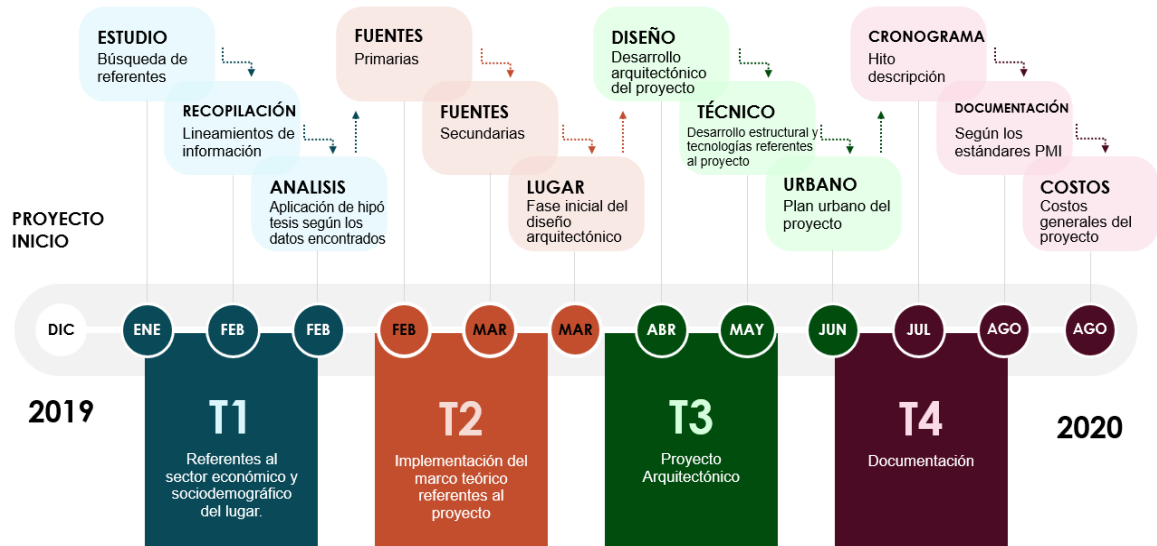 ESTUDIO
Búsqueda de
referentes
RECOPILACIÓN
Lineamientos de
información
ANALISIS
Aplicación de hipó
tesis según los
datos encontrados
FUENTES
Primarias
FUENTES
Secundarias
LUGAR
Fase inicial del
diseño
arquitectónico
DISEÑO
Desarrollo
arquitectónico
del proyecto
TÉCNICO
Desarrollo estructural y
tecnologías referentes
al proyecto
URBANO
Plan urbano del
proyecto
CRONOGRAMA
Hito
descripción
DOCUMENTACIÓN
Según los
estándares PMI
COSTOS
Costos
generales del
proyecto
PROYECTO
INICIO
DIC
ENE
FEB
FEB
FEB
MAR
MAR
ABR
MAY
JUN
JUL
AGO
AGO
2019
T1
Referentes al
sector económico y
sociodemográfico
del lugar.
T2
Implementación del
marco teórico
referentes al
proyecto
T3
Proyecto
Arquitectónico
T4
Documentación
2020